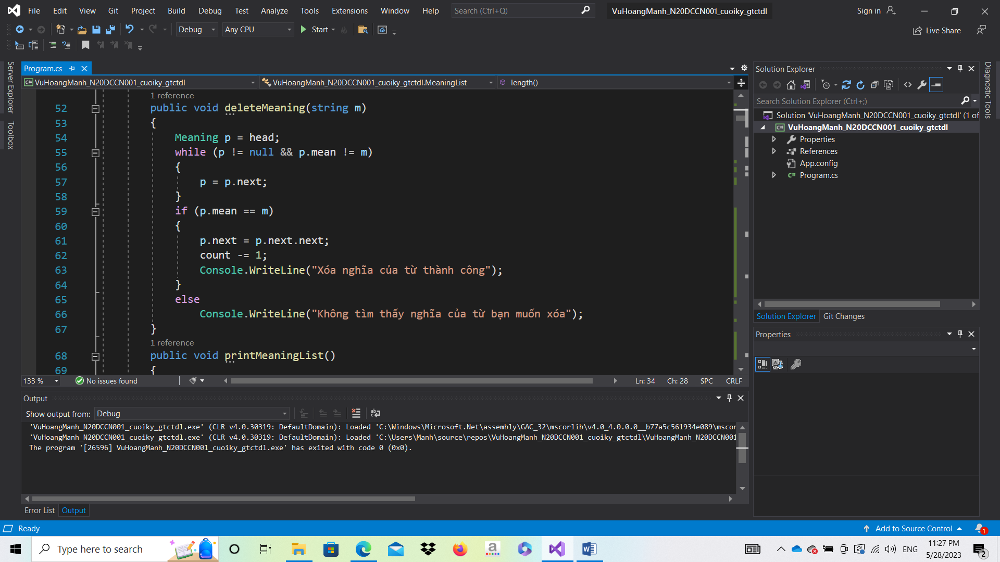 File Edit View Git Project Build Debug Test Analyze Tools Extensions Window Help Search (Ctrl+Q) VuHoangManh_N20DCCN001_cuoiky_gtctdl Sign in
Debug Any CPU Start Live Share
Server Explorer
Toolbox
Program.cs
VuHoangManh_N20DCCN001_cuoiky_gtctdl VuHoangManh_N20DCCN001_cuoiky_gtctdl.MeaningList length()
1 reference
52 public void deleteMeaning(string m)
53 {
54 Meaning p = head;
55 while (p != null && p.mean != m)
56 {
57 p = p.next;
58 }
59 if (p.mean == m)
60 {
61 p.next = p.next.next;
62 count -= 1;
63 Console.WriteLine("Xóa nghĩa của từ thành công");
64 }
65 else
66 Console.WriteLine("Không tìm thấy nghĩa của từ bạn muốn xóa");
67 }
1 reference
68 public void printMeaningList()
69 {
133 % No issues found Ln: 34 Ch: 28 SPC CRLF
Output
Show output from: Debug
'VuHoangManh_N20DCCN001_cuoiky_gtctdl.exe' (CLR v4.0.30319: DefaultDomain): Loaded 'C:\Windows\Microsoft.Net\assembly\GAC_32\mscorlib\v4.0_4.0.0.0__b77a5c561934e089\mscor
'VuHoangManh_N20DCCN001_cuoiky_gtctdl.exe' (CLR v4.0.30319: DefaultDomain): Loaded 'C:\Users\Manh\source\repos\VuHoangManh_N20DCCN001_cuoiky_gtctdl\VuHoangManh_N20DCCN001
The program '[26596] VuHoangManh_N20DCCN001_cuoiky_gtctdl.exe' has exited with code 0 (0x0).
Error List Output
Solution Explorer
Search Solution Explorer (Ctrl+;)
Solution 'VuHoangManh_N20DCCN001_cuoiky_gtctdl' (1 of
C# VuHoangManh_N20DCCN001_cuoiky_gtctdl
Properties
References
App.config
C# Program.cs
Solution Explorer Git Changes
Properties
Diagnostic Tools
Ready Add to Source Control 1
Type here to search ENG 11:27 PM
5/28/2023 2